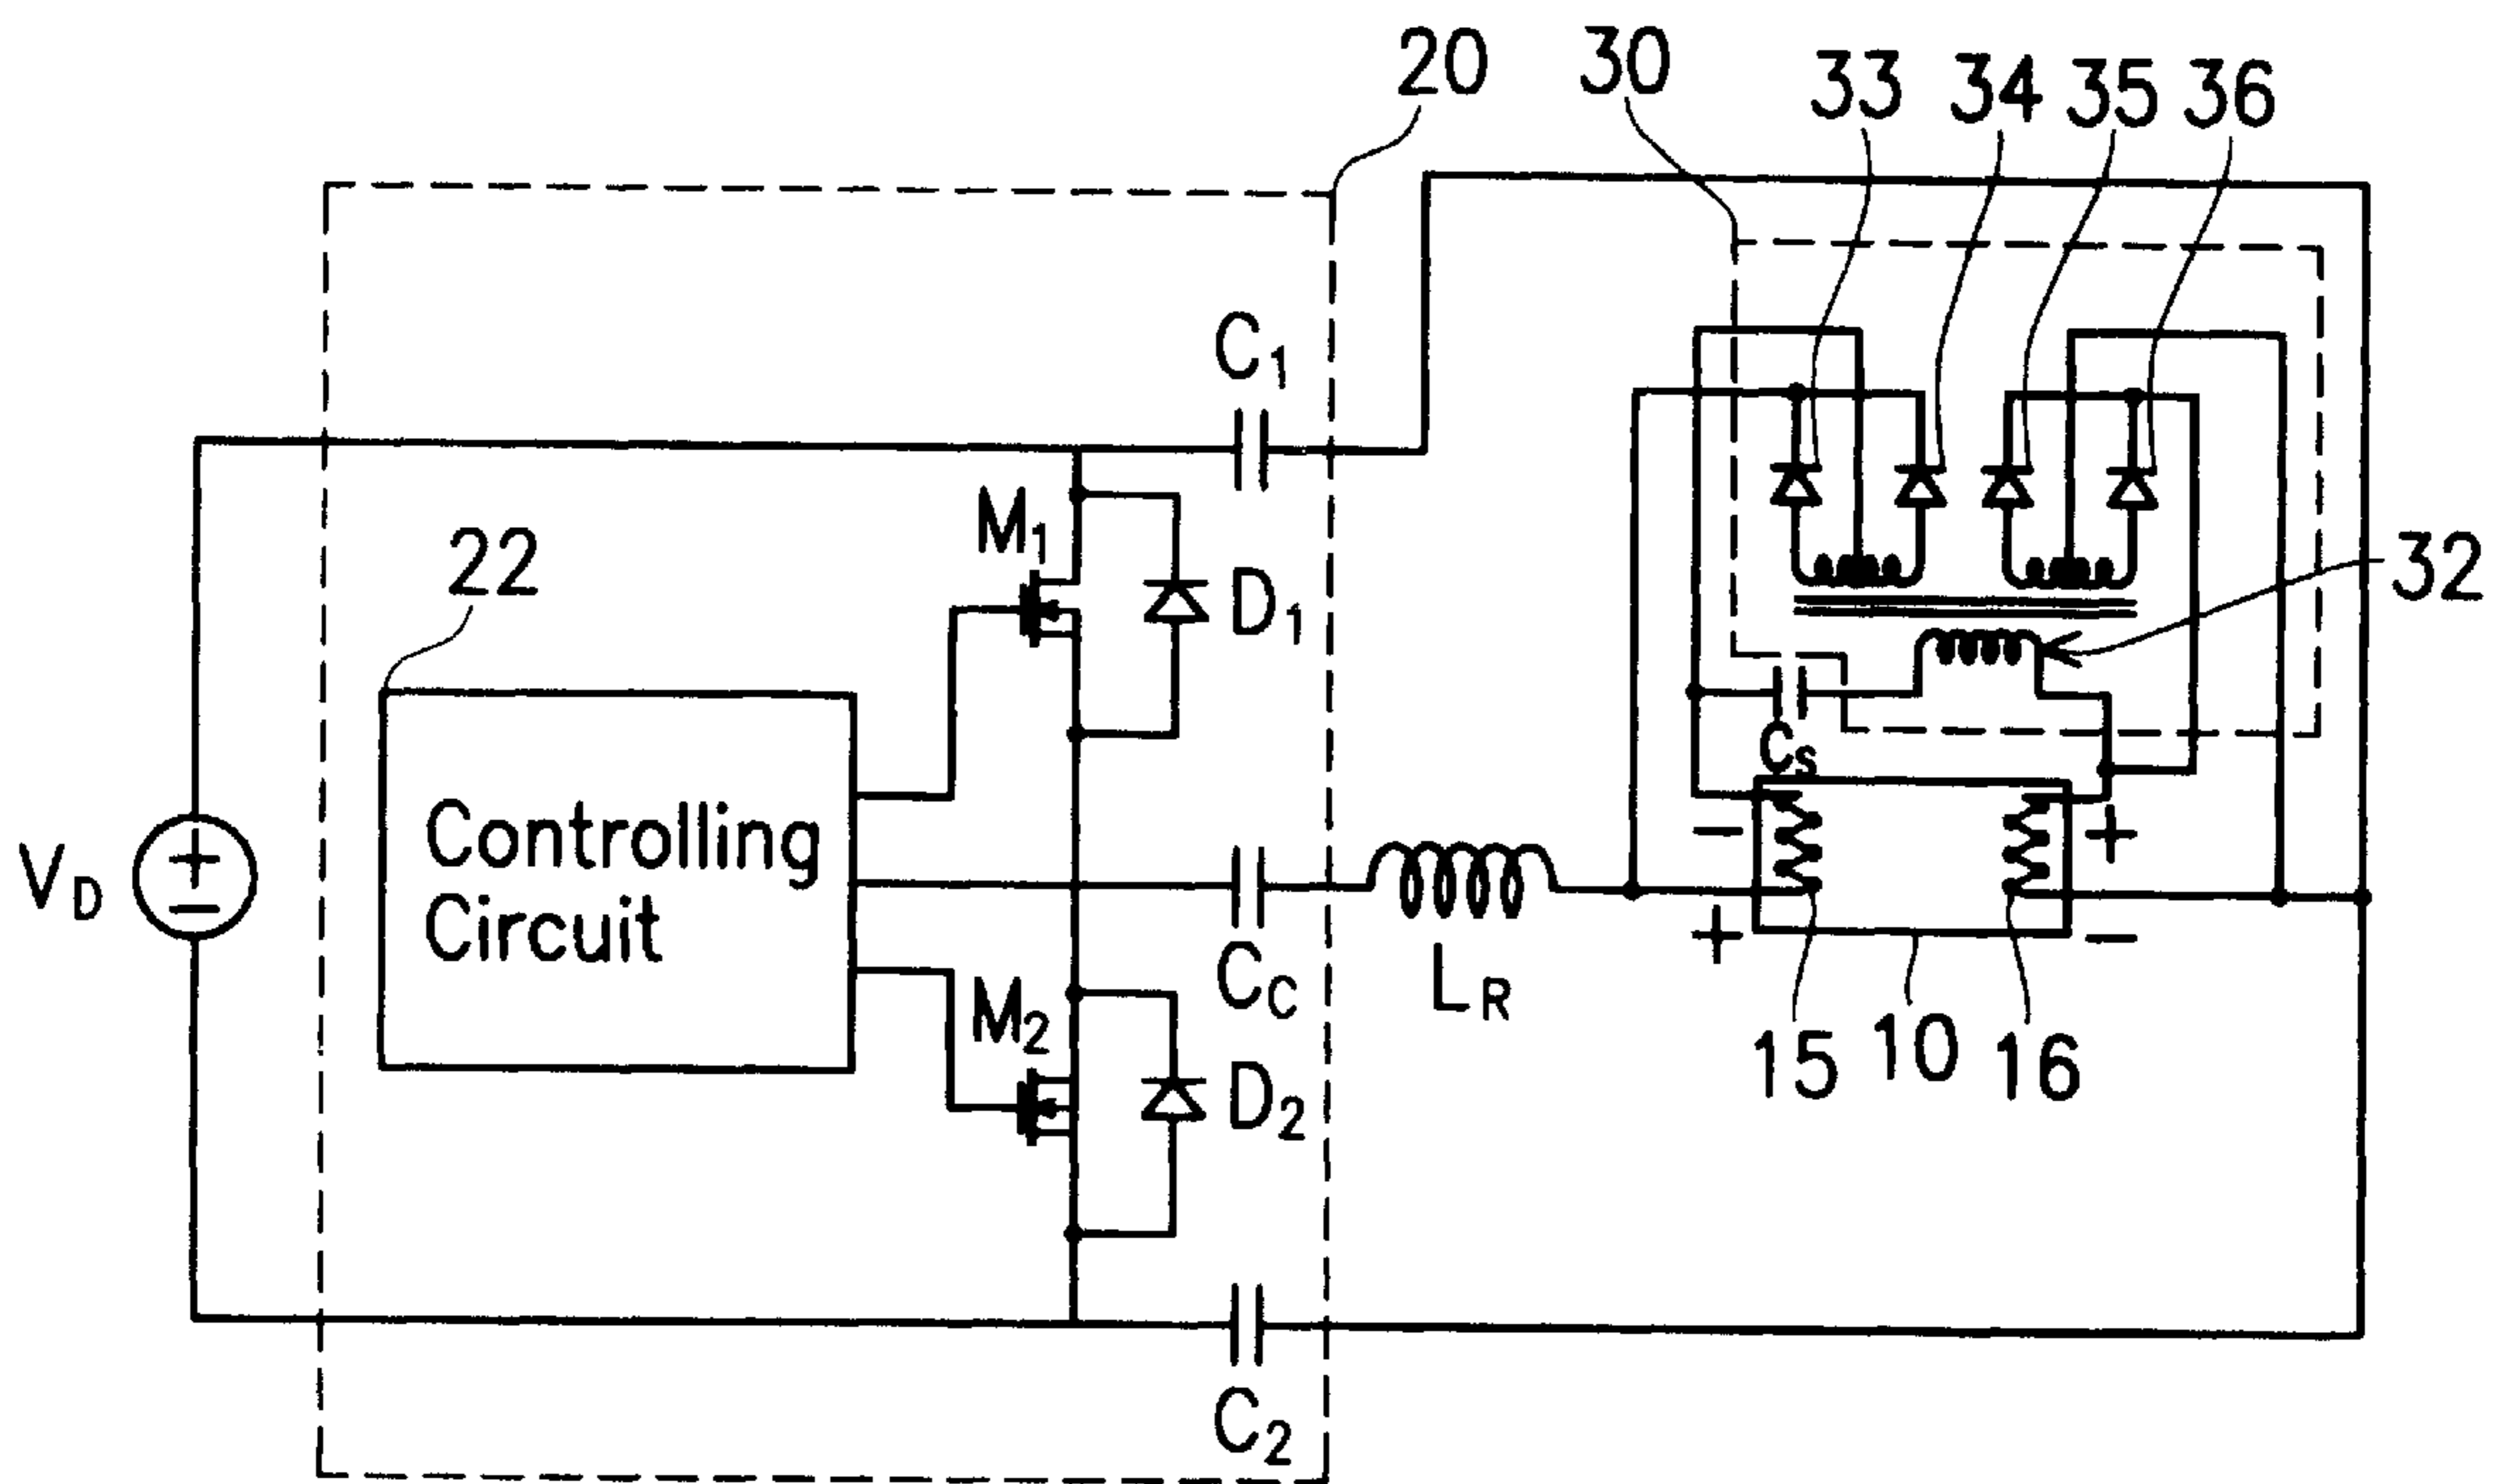 20
30
33
34
35
36
C1
M1
D1
22
32
Controlling
Circuit
VD
+
−
CS
−
+
+
−
CC
LR
M2
D2
15
10
16
C2